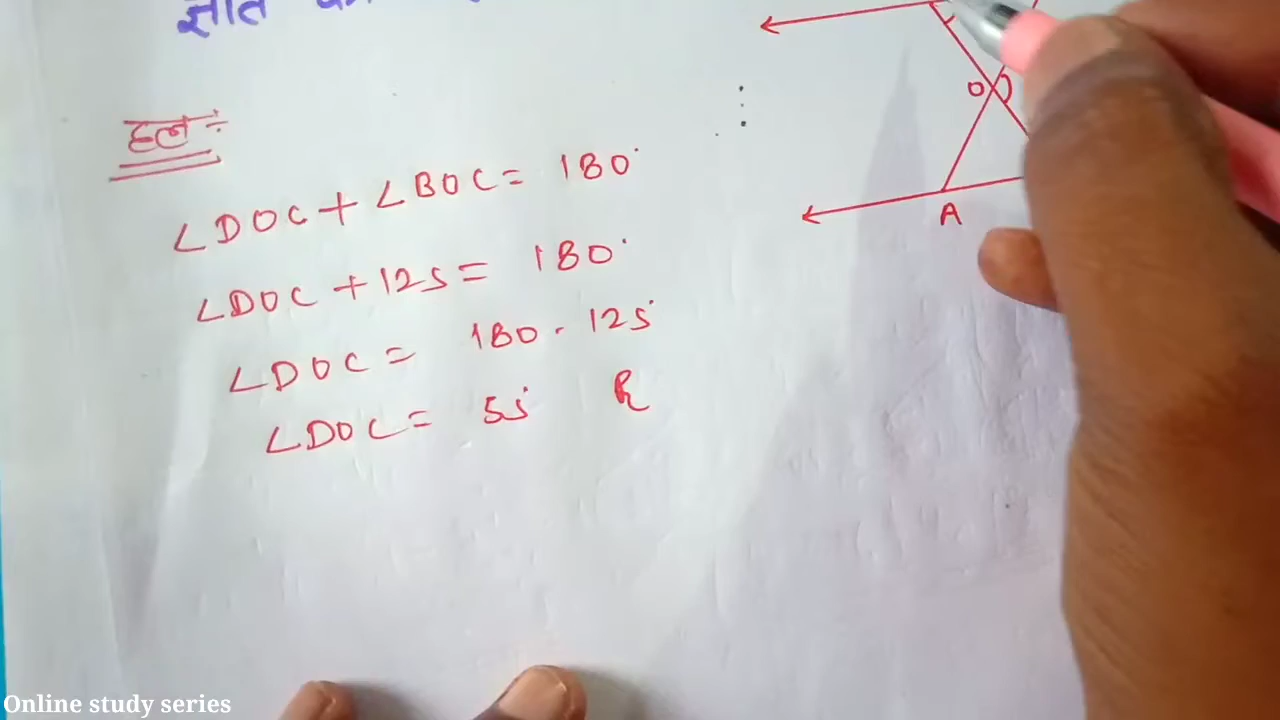 ज्ञात
हल :-
∠DOC + ∠BOC = 180°
∠DOC + 125 = 180°
∠DOC = 180 - 125°
∠DOC = 55°
O
A
Online study series